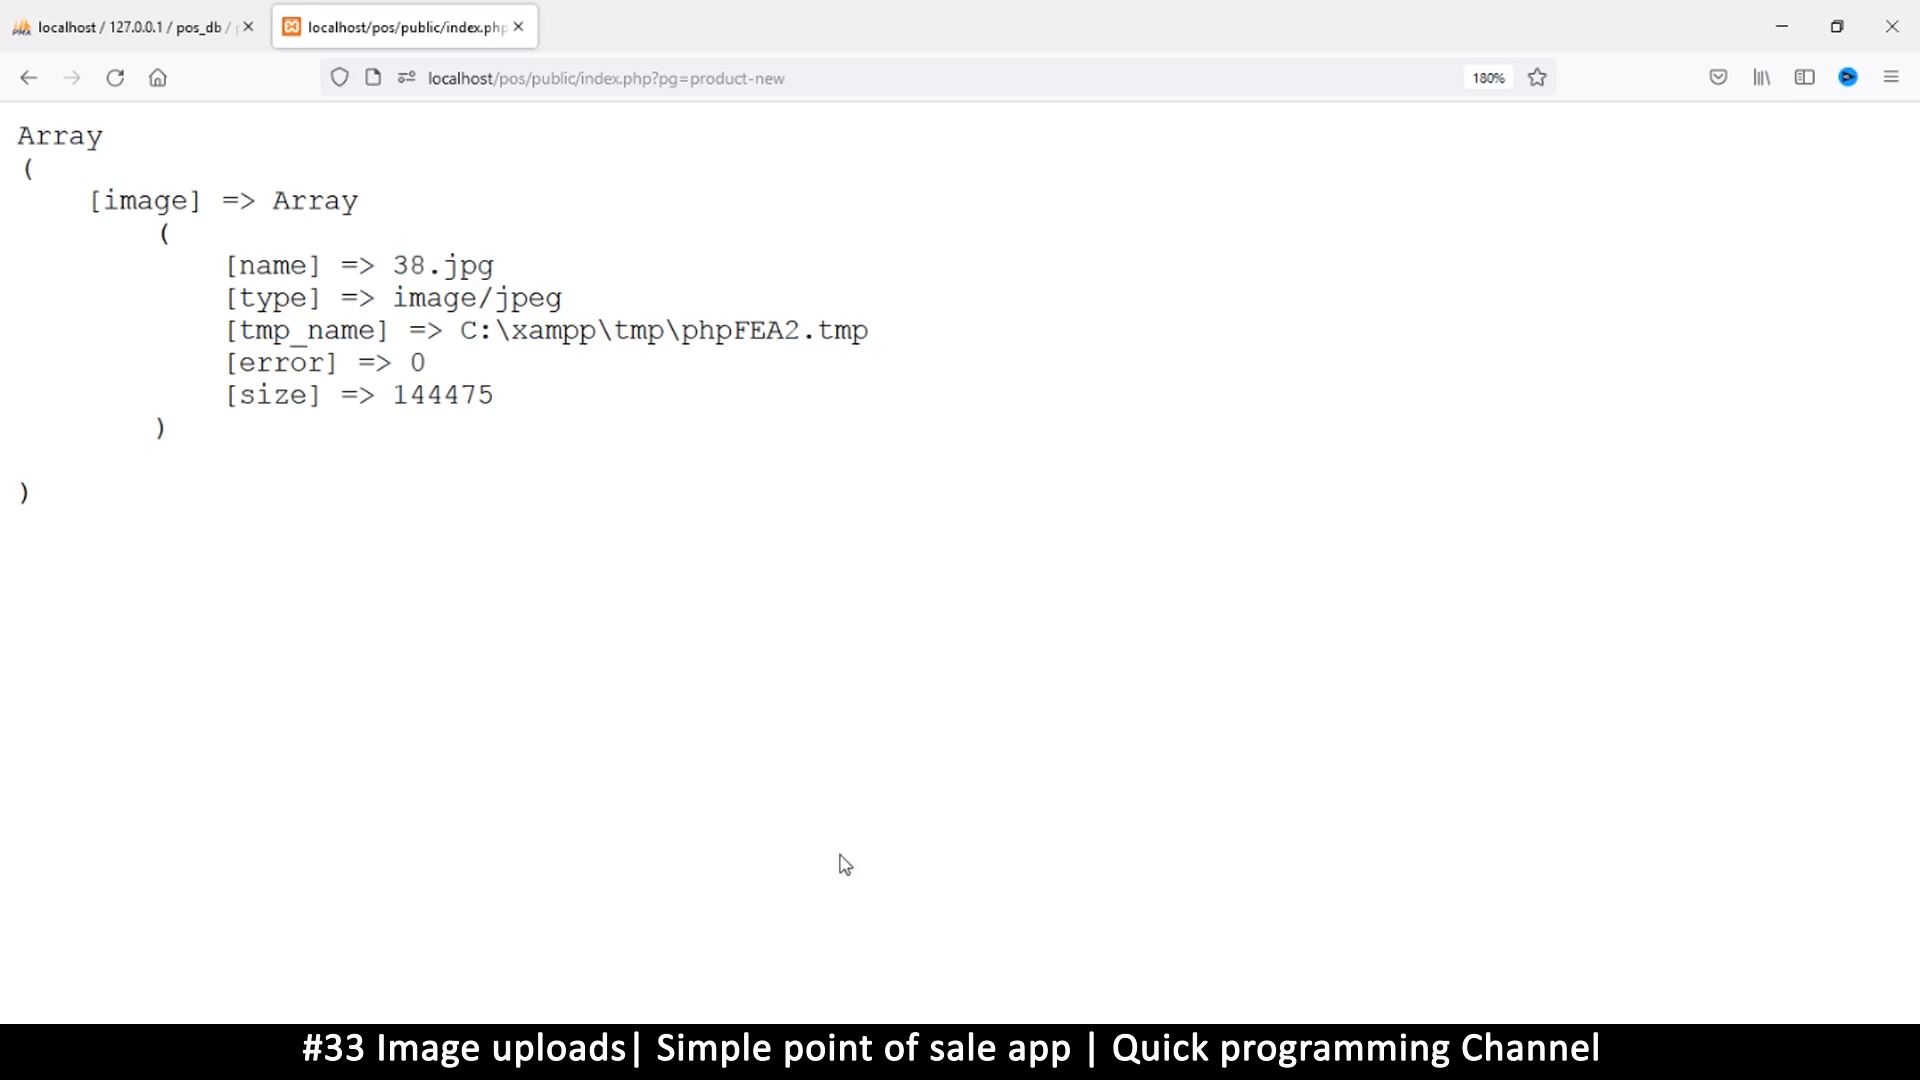 localhost / 127.0.0.1 / pos_db /
localhost/pos/public/index.php
localhost/pos/public/index.php?pg=product-new
180%
Array
(
[image] => Array
(
[name] => 38.jpg
[type] => image/jpeg
[tmp_name] => C:\xampp\tmp\phpFEA2.tmp
[error] => 0
[size] => 144475
)
)
#33 Image uploads| Simple point of sale app | Quick programming Channel